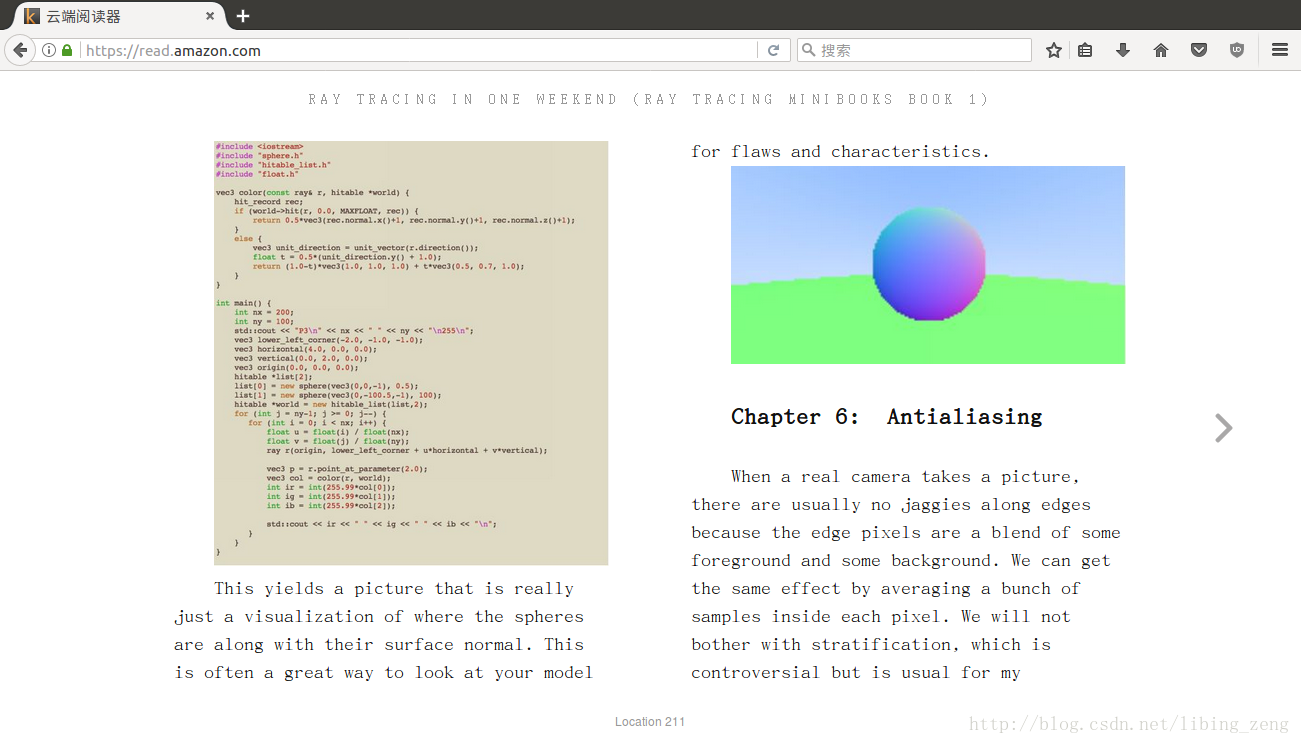 云端阅读器
https://read.amazon.com
搜索
RAY TRACING IN ONE WEEKEND (RAY TRACING MINIBOOKS BOOK 1)
#include <iostream>
#include "sphere.h"
#include "hitable_list.h"
#include "float.h"
vec3 color(const ray& r, hitable *world) {
hit_record rec;
if (world->hit(r, 0.0, MAXFLOAT, rec)) {
return 0.5*vec3(rec.normal.x()+1, rec.normal.y()+1, rec.normal.z()+1);
}
else {
vec3 unit_direction = unit_vector(r.direction());
float t = 0.5*(unit_direction.y() + 1.0);
return (1.0-t)*vec3(1.0, 1.0, 1.0) + t*vec3(0.5, 0.7, 1.0);
}
}
int main() {
int nx = 200;
int ny = 100;
std::cout << "P3\n" << nx << " " << ny << "\n255\n";
vec3 lower_left_corner(-2.0, -1.0, -1.0);
vec3 horizontal(4.0, 0.0, 0.0);
vec3 vertical(0.0, 2.0, 0.0);
vec3 origin(0.0, 0.0, 0.0);
hitable *list[2];
list[0] = new sphere(vec3(0,0,-1), 0.5);
list[1] = new sphere(vec3(0,-100.5,-1), 100);
hitable *world = new hitable_list(list,2);
for (int j = ny-1; j >= 0; j--) {
for (int i = 0; i < nx; i++) {
float u = float(i) / float(nx);
float v = float(j) / float(ny);
ray r(origin, lower_left_corner + u*horizontal + v*vertical);
vec3 p = r.point_at_parameter(2.0);
vec3 col = color(r, world);
int ir = int(255.99*col[0]);
int ig = int(255.99*col[1]);
int ib = int(255.99*col[2]);
std::cout << ir << " " << ig << " " << ib << "\n";
}
}
}
This yields a picture that is really
just a visualization of where the spheres
are along with their surface normal. This
is often a great way to look at your model
for flaws and characteristics.
Chapter 6: Antialiasing
When a real camera takes a picture,
there are usually no jaggies along edges
because the edge pixels are a blend of some
foreground and some background. We can get
the same effect by averaging a bunch of
samples inside each pixel. We will not
bother with stratification, which is
controversial but is usual for my
Location 211
http://blog.csdn.net/libing_zeng